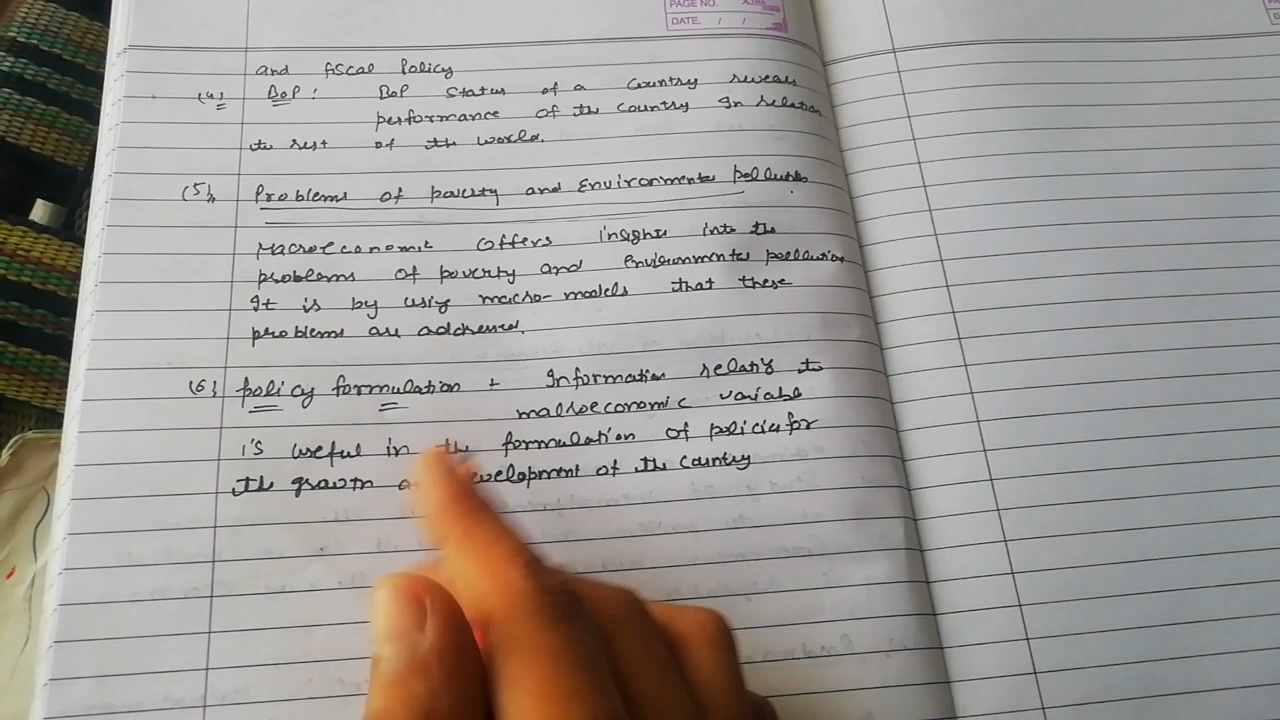 PAGE NO.
DATE. / /
and fiscal Policy
(4) BOP: BOP status of a country reveals
performance of the country In relation
to rest of the world.
(5) Problems of poverty and Environmental pollution
Macroeconomic offers insight into the
problems of poverty and environmental pollution
It is by using macro-models that these
problems are addressed.
(6) policy formulation Information relatig to
macroeconomic variable
is useful in the formulation of policies for
the growth development of the country